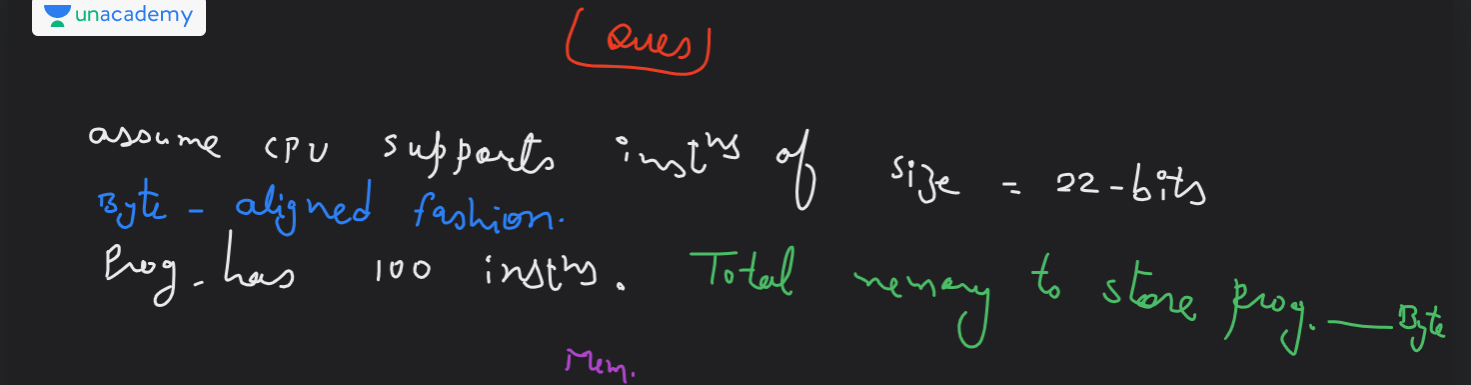 unacademy
Ques
assume CPU supports instns of size = 22-bits
Byte - aligned fashion.
Prog. has 100 instns. Total memory to store prog. —— Byte
Mem.